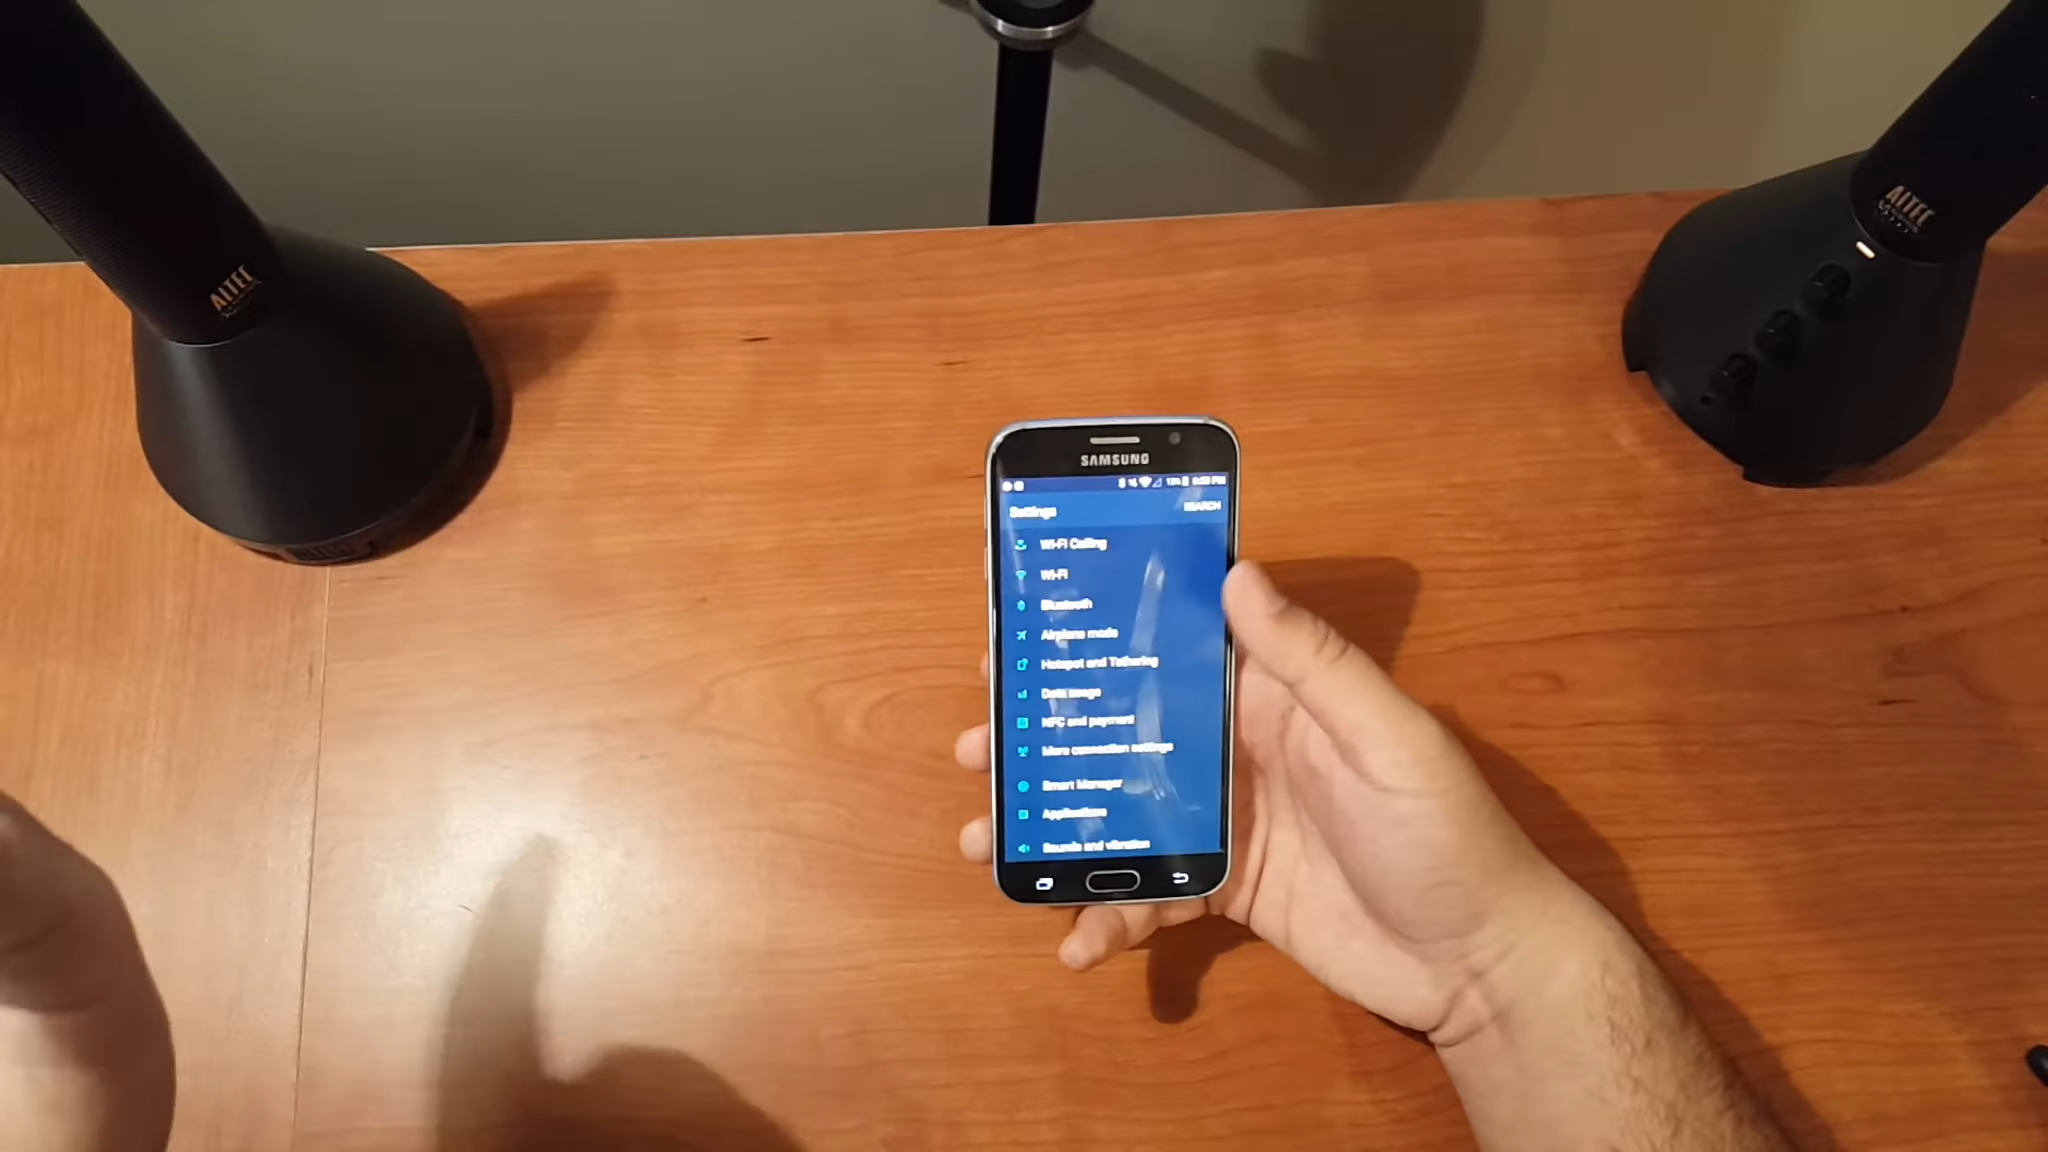 ALTEC
ALTEC
SAMSUNG
Settings
SEARCH
Wi-Fi Calling
Wi-Fi
Bluetooth
Airplane mode
Hotspot and Tethering
Data usage
NFC and payment
More connection settings
Smart Manager
Applications
Sounds and vibration